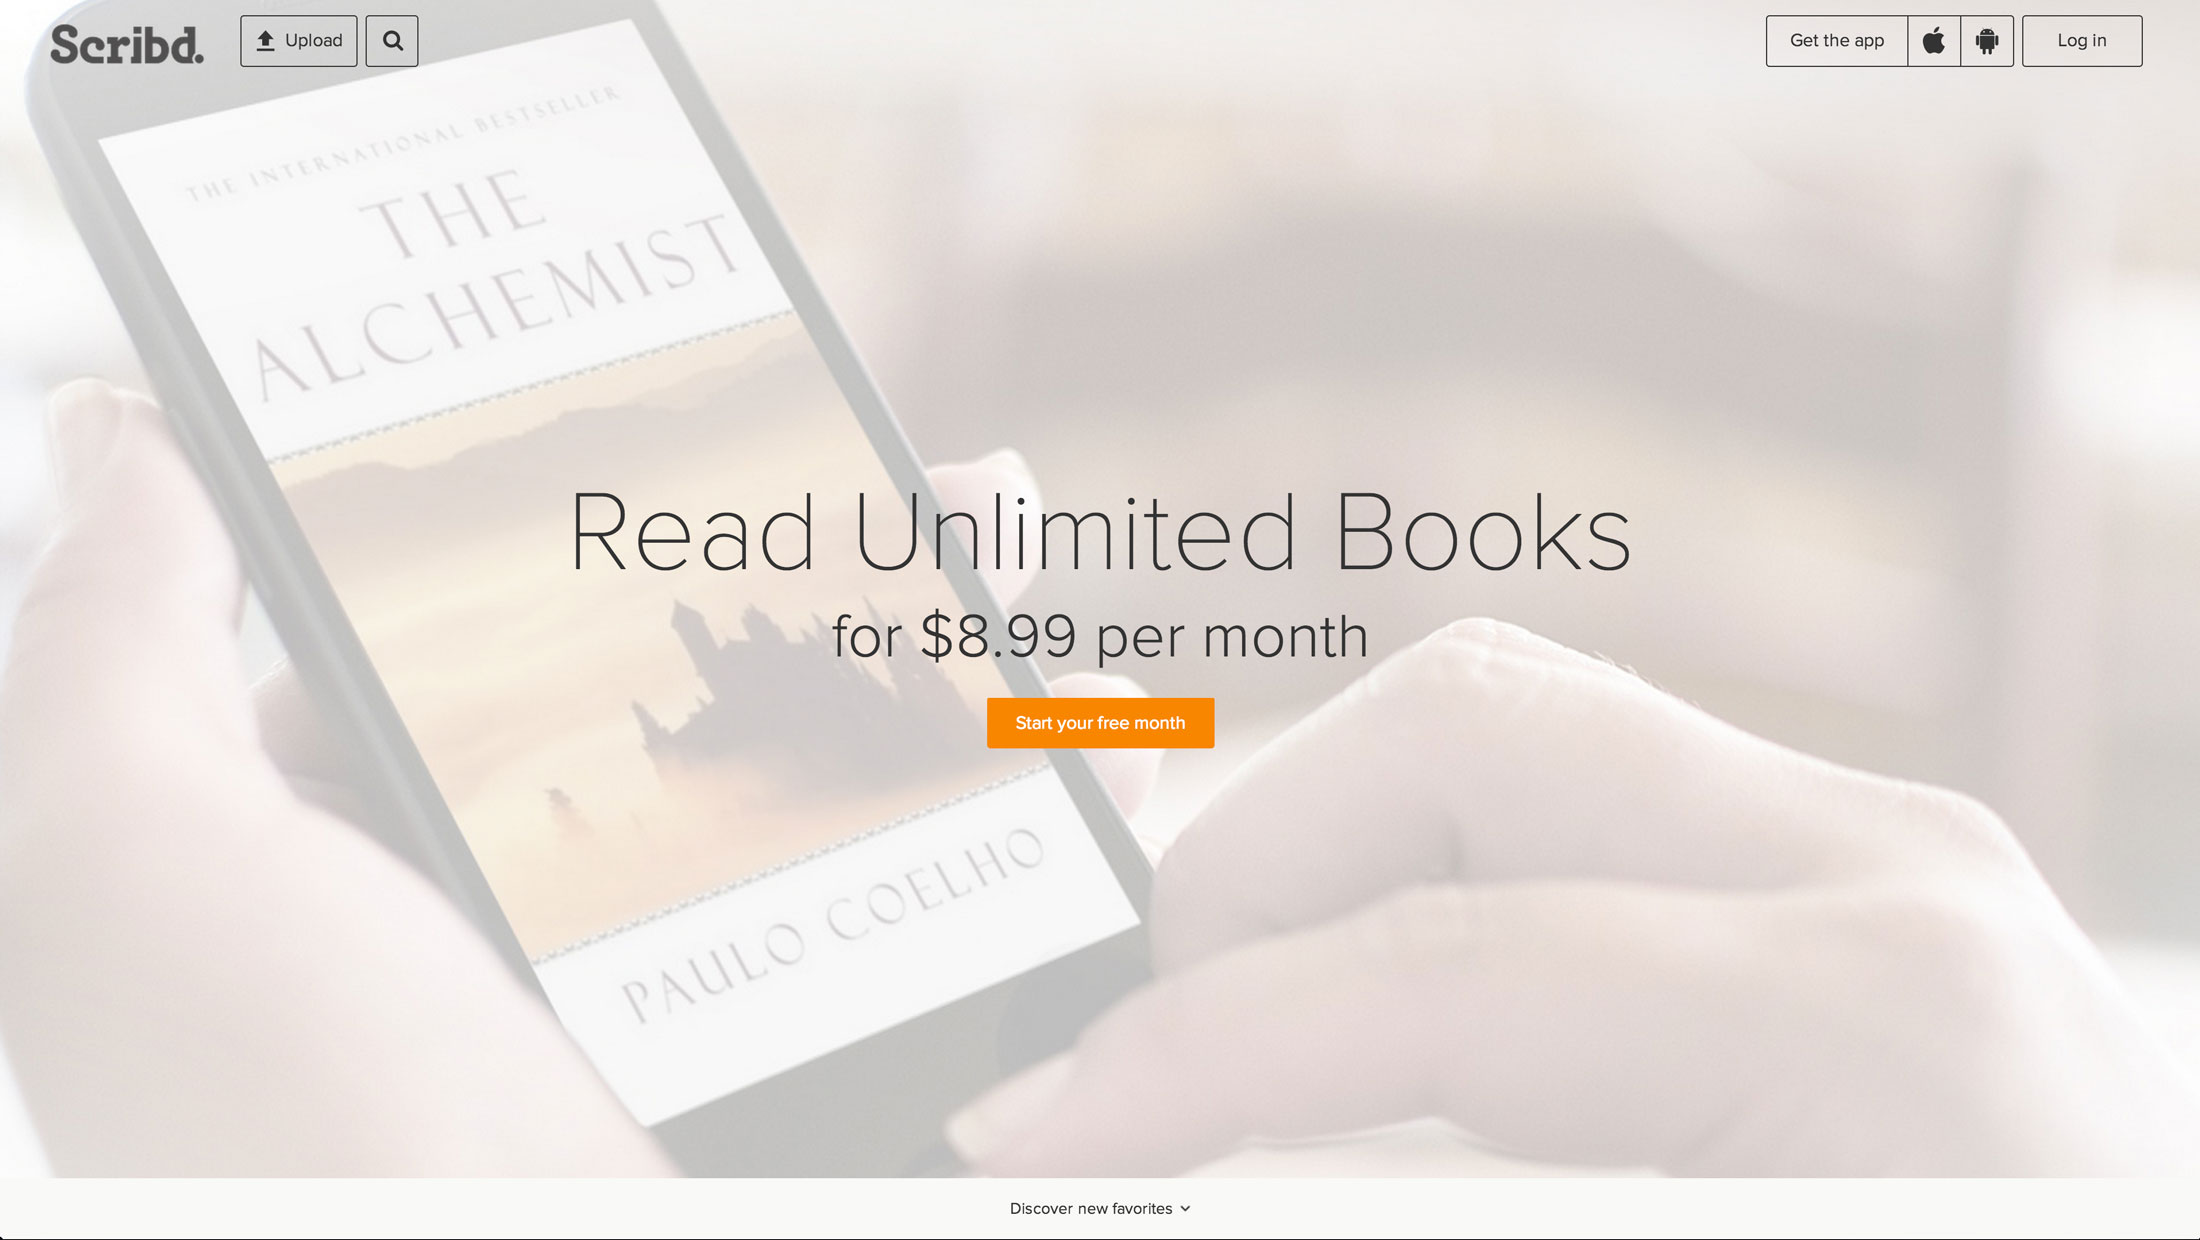 Scribd.
Upload
Get the app
Log in
THE INTERNATIONAL BESTSELLER
THE
ALCHEMIST
Read Unlimited Books
for $8.99 per month
Start your free month
PAULO COELHO
Discover new favorites